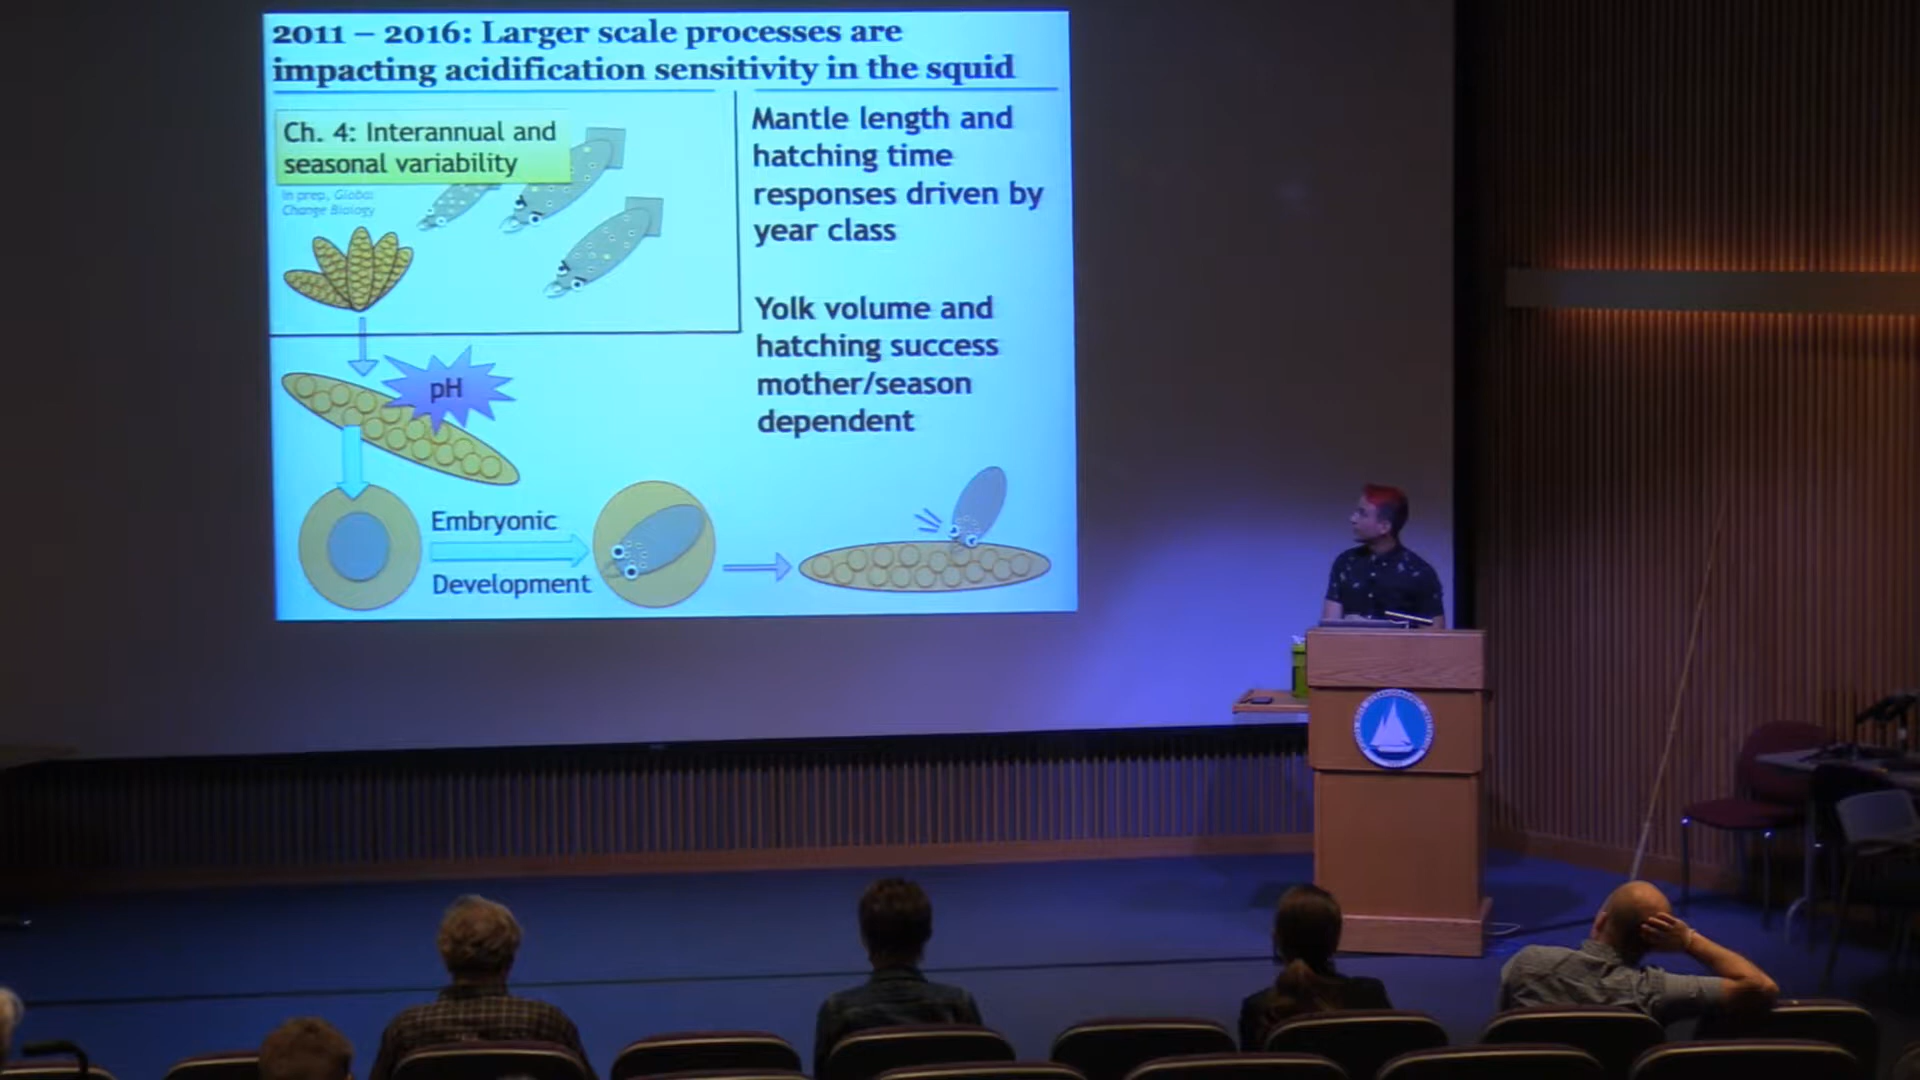 2011 – 2016: Larger scale processes are
impacting acidification sensitivity in the squid
Ch. 4: Interannual and
seasonal variability
In prep, Global
Change Biology
Mantle length and
hatching time
responses driven by
year class
Yolk volume and
hatching success
mother/season
dependent
pH
Embryonic
Development